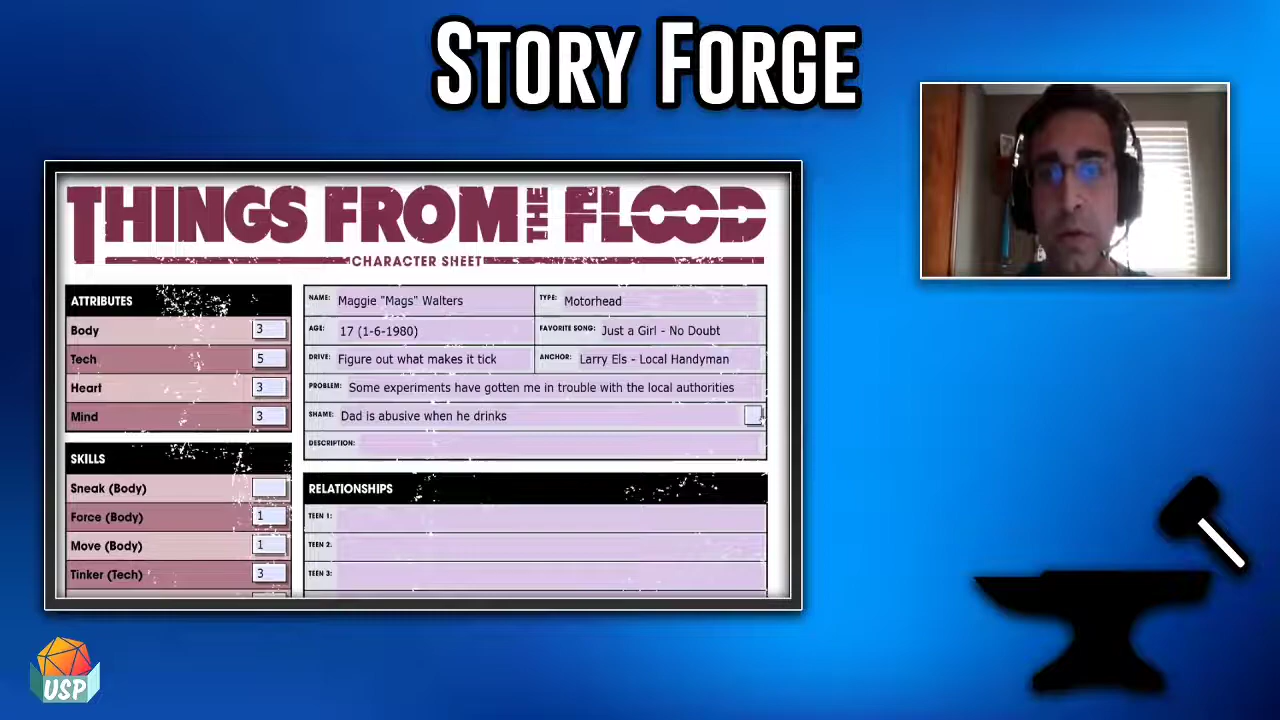 STORY FORGE
THINGS FROM THE FLOOD
CHARACTER SHEET
ATTRIBUTES
Body 3
Tech 5
Heart 3
Mind 3
SKILLS
Sneak (Body)
Force (Body) 1
Move (Body) 1
Tinker (Tech) 3
NAME: Maggie "Mags" Walters TYPE: Motorhead
AGE: 17 (1-6-1980) FAVORITE SONG: Just a Girl - No Doubt
DRIVE: Figure out what makes it tick ANCHOR: Larry Els - Local Handyman
PROBLEM: Some experiments have gotten me in trouble with the local authorities
SHAME: Dad is abusive when he drinks
DESCRIPTION:
RELATIONSHIPS
TEEN 1:
TEEN 2:
TEEN 3:
USP